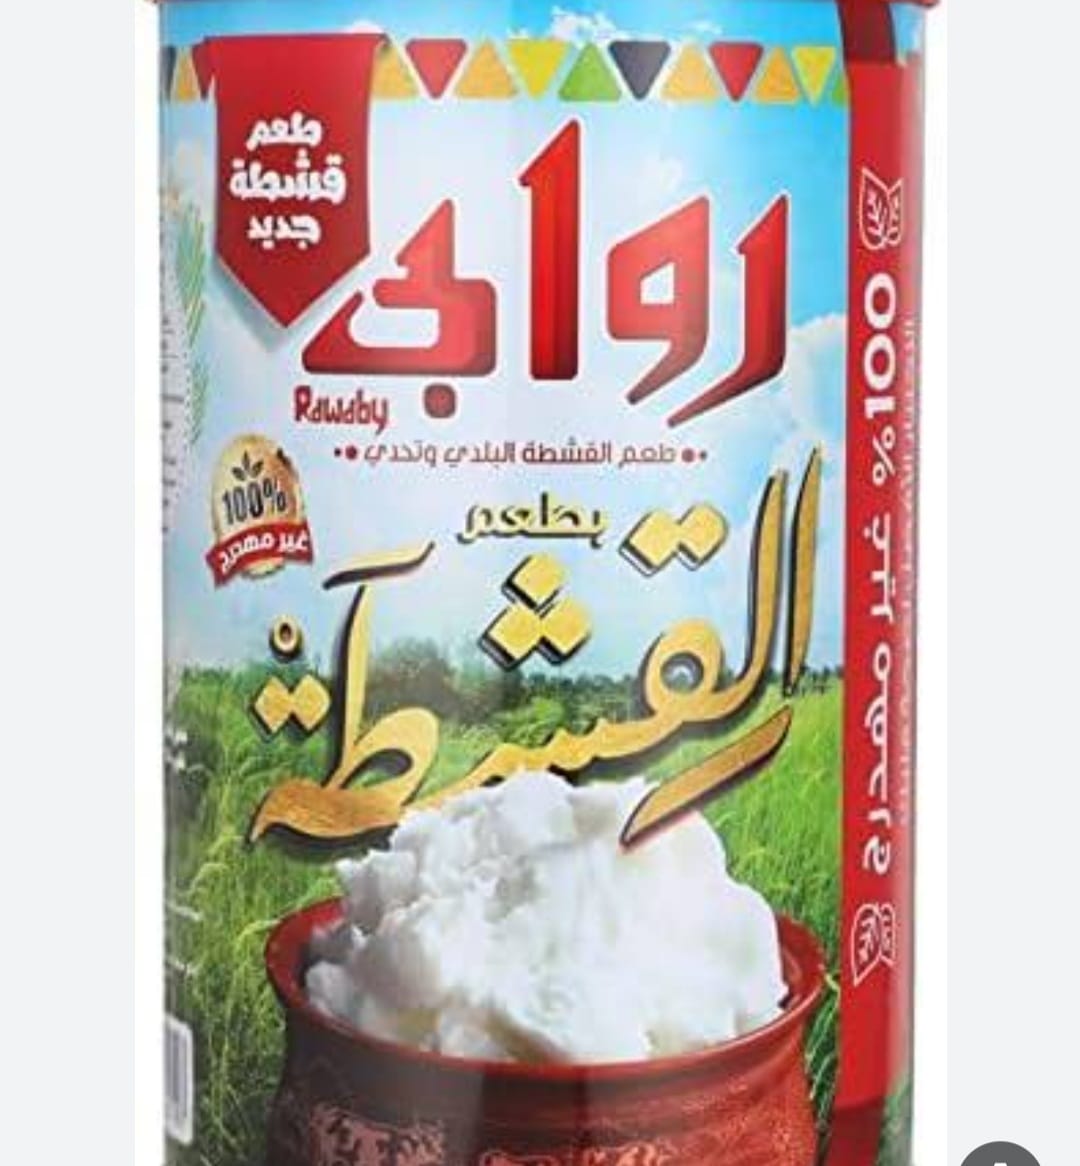 طعم
قشطة
جديد
روابي
Rawaby
طعم القشطة البلدي وتحدي
بطعم
القشطة
100%
غير مهدرج
100% غير مهدرج